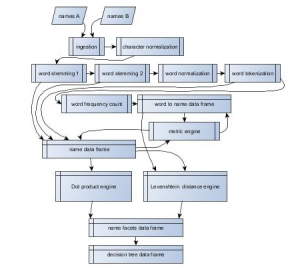 names A
names B
ingestion
character normalization
word stemming 1
word stemming 2
word normalization
word tokenization
word frequency count
word to name data frame
metric engine
name data frame
Dot product engine
Levenshtein distance engine
name facets data frame
decision tree data frame